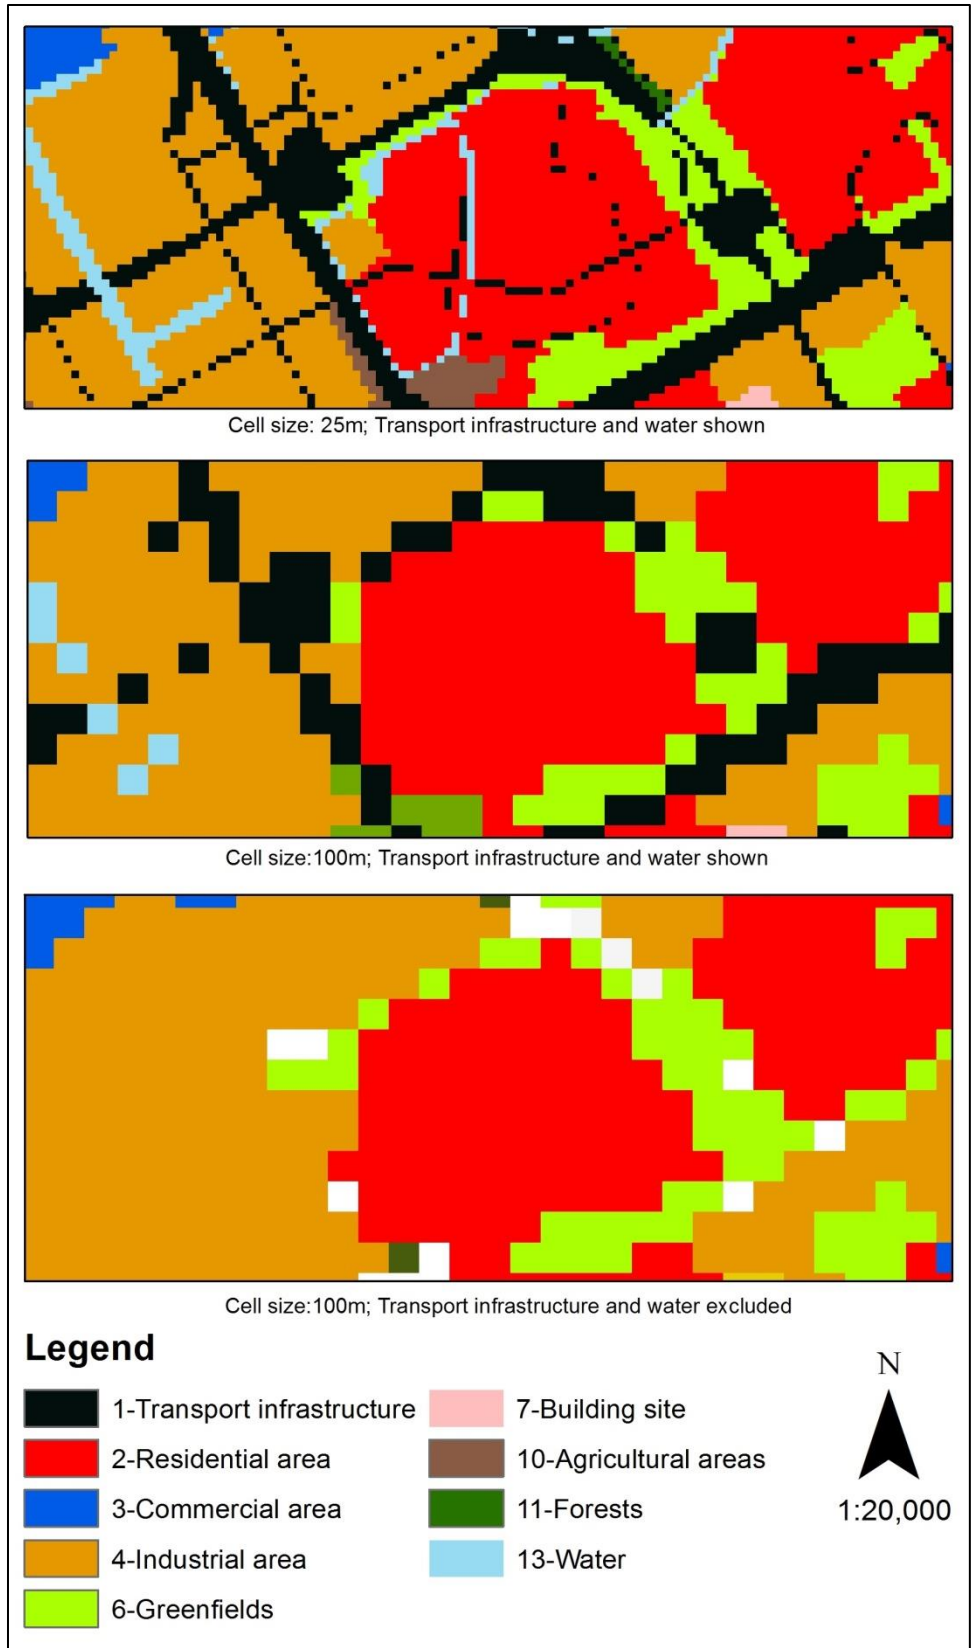 Cell size: 25m; Transport infrastructure and water shown
Cell size:100m; Transport infrastructure and water shown
Cell size:100m; Transport infrastructure and water excluded
Legend
1-Transport infrastructure
2-Residential area
3-Commercial area
4-Industrial area
6-Greenfields
7-Building site
10-Agricultural areas
11-Forests
13-Water
N
1:20,000